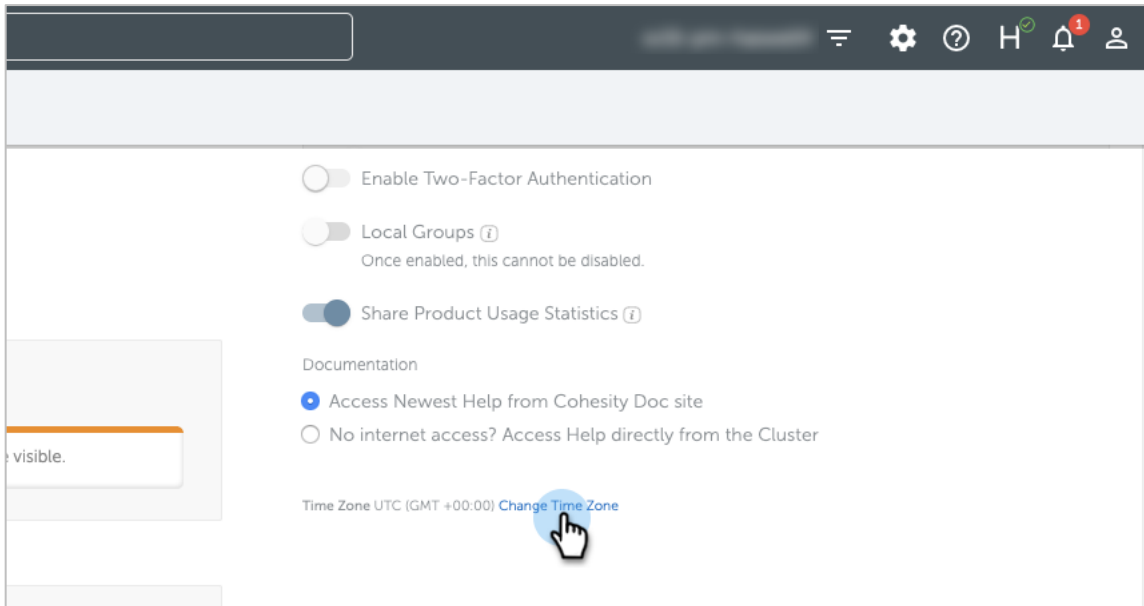 H
1
Enable Two-Factor Authentication
Local Groups i
Once enabled, this cannot be disabled.
Share Product Usage Statistics i
Documentation
Access Newest Help from Cohesity Doc site
No internet access? Access Help directly from the Cluster
visible.
Time Zone UTC (GMT +00:00) Change Time Zone